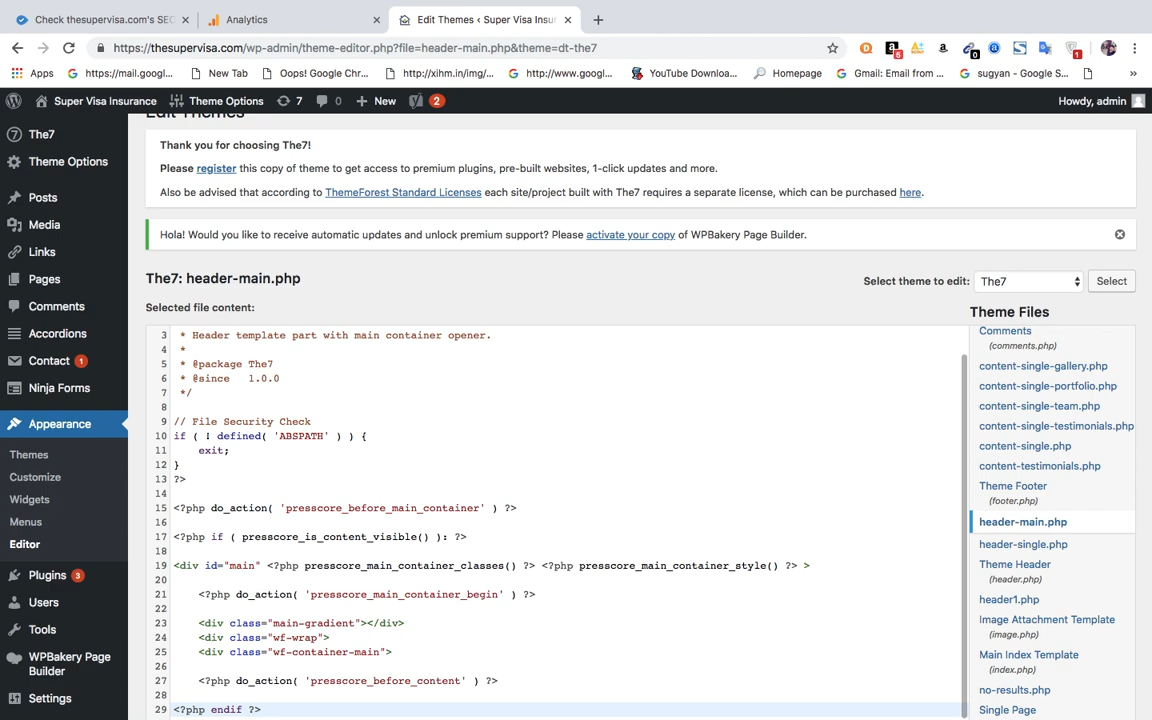 Check thesupervisa.com's SEO
Analytics
Edit Themes ‹ Super Visa Insur
https://thesupervisa.com/wp-admin/theme-editor.php?file=header-main.php&theme=dt-the7
Apps
https://mail.googl...
New Tab
Oops! Google Chr...
http://xihm.in/img/...
http://www.googl...
YouTube Downloa...
Homepage
Gmail: Email from ...
sugyan - Google S...
»
Super Visa Insurance
Theme Options
7
0
New
2
Howdy, admin
The7
Theme Options
Posts
Media
Links
Pages
Comments
Accordions
Contact 1
Ninja Forms
Appearance
Themes
Customize
Widgets
Menus
Editor
Plugins 3
Users
Tools
WPBakery Page
Builder
Settings
Edit Themes
Thank you for choosing The7!
Please register this copy of theme to get access to premium plugins, pre-built websites, 1-click updates and more.
Also be advised that according to ThemeForest Standard Licenses each site/project built with The7 requires a separate license, which can be purchased here.
Hola! Would you like to receive automatic updates and unlock premium support? Please activate your copy of WPBakery Page Builder.
The7: header-main.php
Select theme to edit: The7 Select
Selected file content:
3 * Header template part with main container opener.
4 *
5 * @package The7
6 * @since 1.0.0
7 */
8
9 // File Security Check
10 if ( ! defined( 'ABSPATH' ) ) {
11 exit;
12 }
13 ?>
14
15 <?php do_action( 'presscore_before_main_container' ) ?>
16
17 <?php if ( presscore_is_content_visible() ): ?>
18
19 <div id="main" <?php presscore_main_container_classes() ?> <?php presscore_main_container_style() ?> >
20
21 <?php do_action( 'presscore_main_container_begin' ) ?>
22
23 <div class="main-gradient"></div>
24 <div class="wf-wrap">
25 <div class="wf-container-main">
26
27 <?php do_action( 'presscore_before_content' ) ?>
28
29 <?php endif ?>
Theme Files
Comments
(comments.php)
content-single-gallery.php
content-single-portfolio.php
content-single-team.php
content-single-testimonials.php
content-single.php
content-testimonials.php
Theme Footer
(footer.php)
header-main.php
header-single.php
Theme Header
(header.php)
header1.php
Image Attachment Template
(image.php)
Main Index Template
(index.php)
no-results.php
Single Page